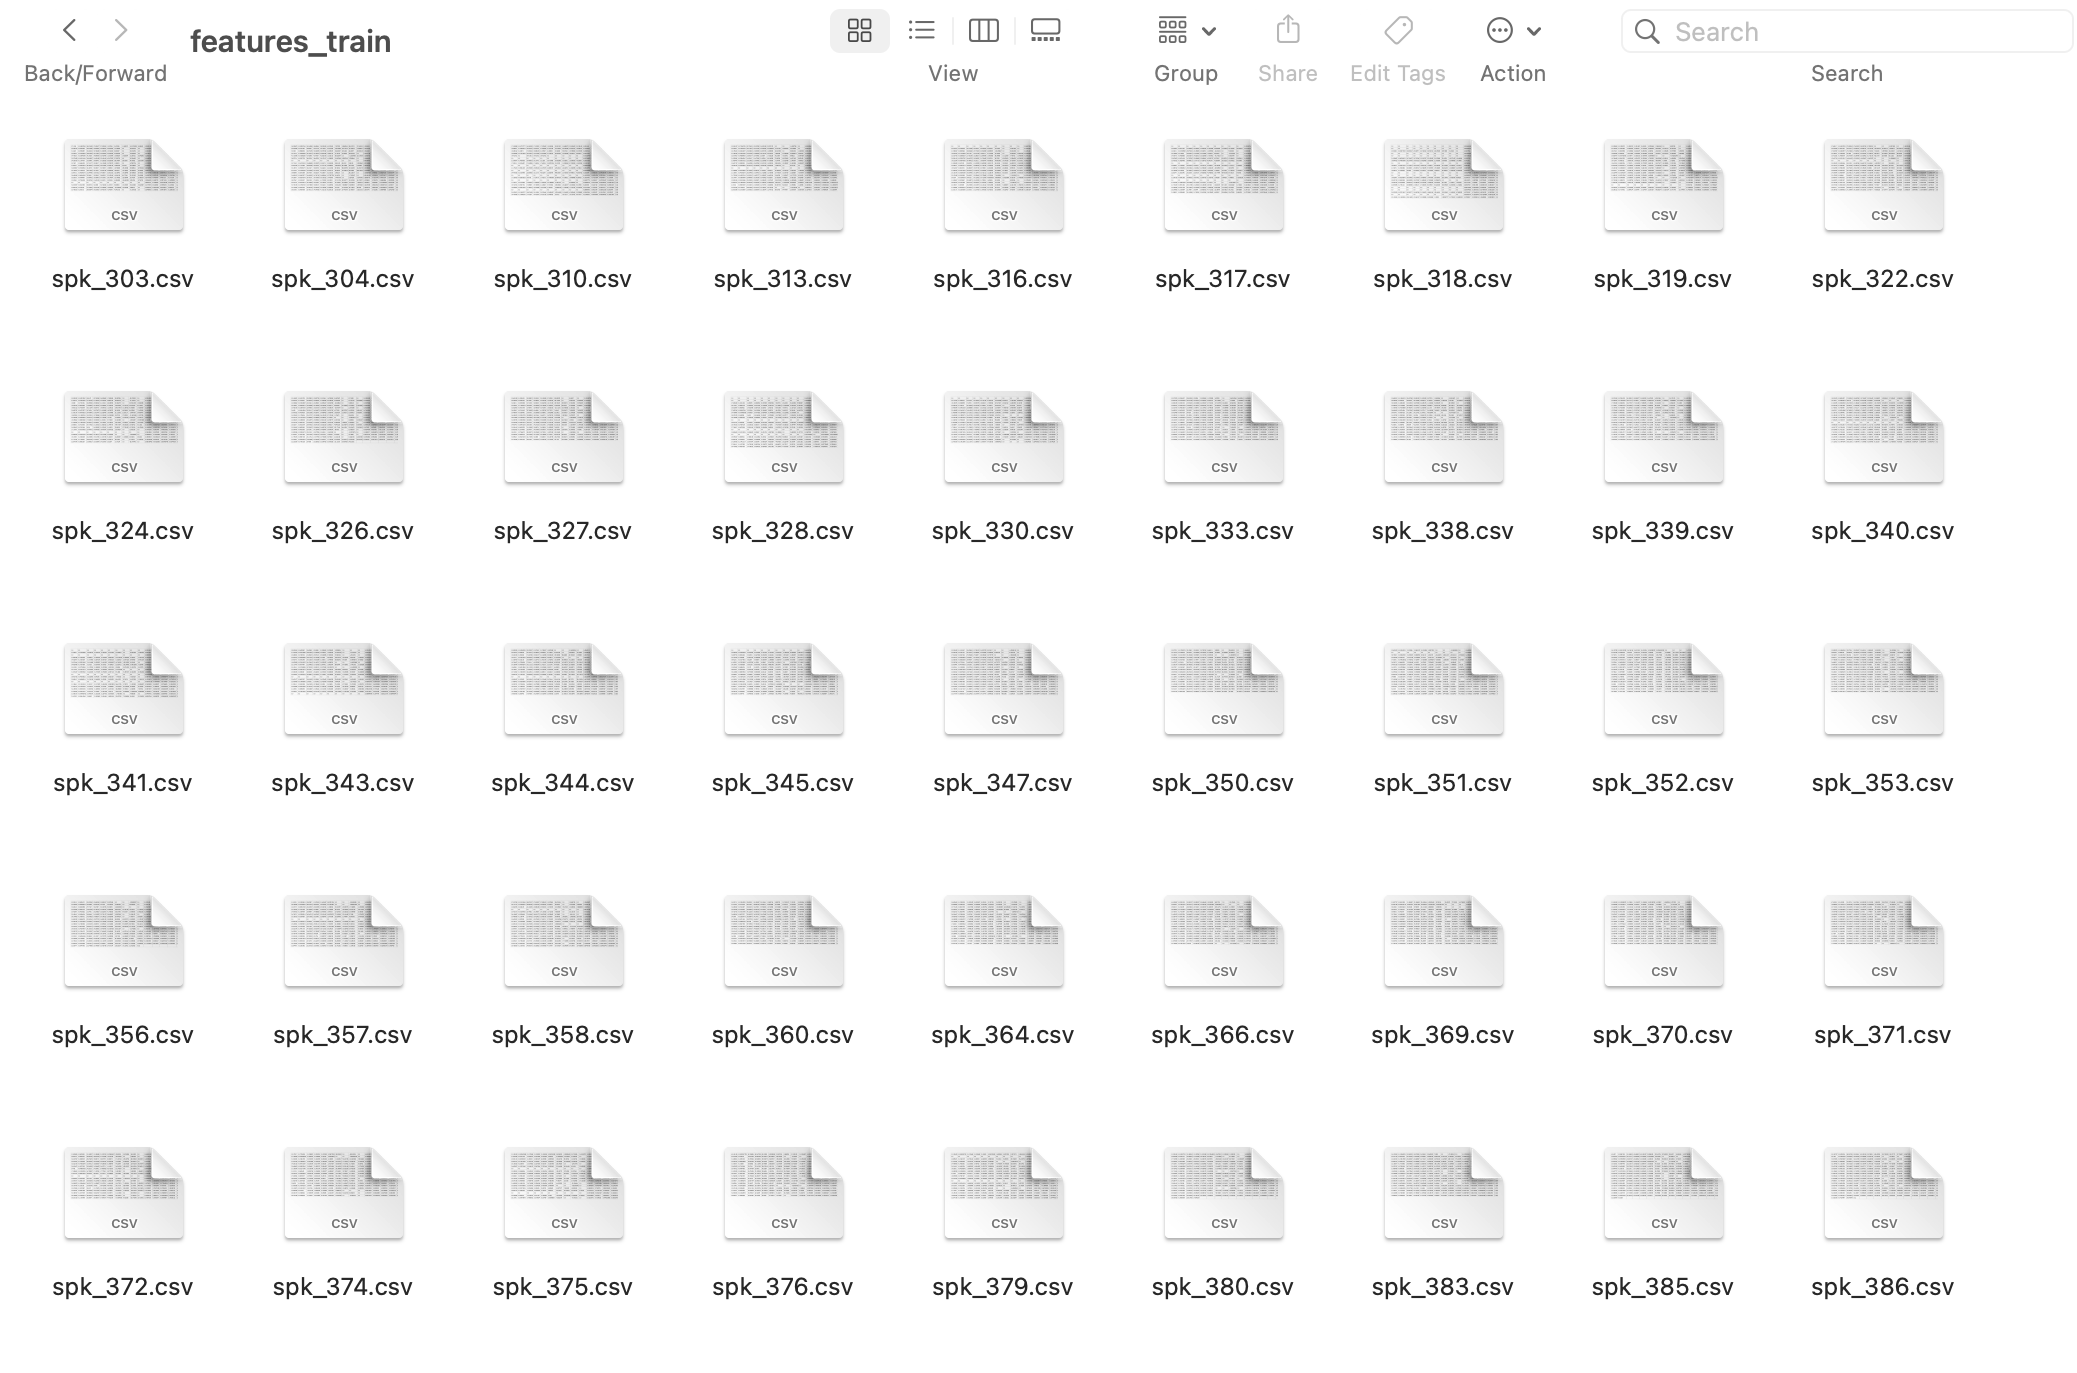 features_train
Search
Back/Forward View Group Share Edit Tags Action Search
CSV CSV CSV CSV CSV CSV CSV CSV CSV
spk_303.csv spk_304.csv spk_310.csv spk_313.csv spk_316.csv spk_317.csv spk_318.csv spk_319.csv spk_322.csv
CSV CSV CSV CSV CSV CSV CSV CSV CSV
spk_324.csv spk_326.csv spk_327.csv spk_328.csv spk_330.csv spk_333.csv spk_338.csv spk_339.csv spk_340.csv
CSV CSV CSV CSV CSV CSV CSV CSV CSV
spk_341.csv spk_343.csv spk_344.csv spk_345.csv spk_347.csv spk_350.csv spk_351.csv spk_352.csv spk_353.csv
CSV CSV CSV CSV CSV CSV CSV CSV CSV
spk_356.csv spk_357.csv spk_358.csv spk_360.csv spk_364.csv spk_366.csv spk_369.csv spk_370.csv spk_371.csv
CSV CSV CSV CSV CSV CSV CSV CSV CSV
spk_372.csv spk_374.csv spk_375.csv spk_376.csv spk_379.csv spk_380.csv spk_383.csv spk_385.csv spk_386.csv